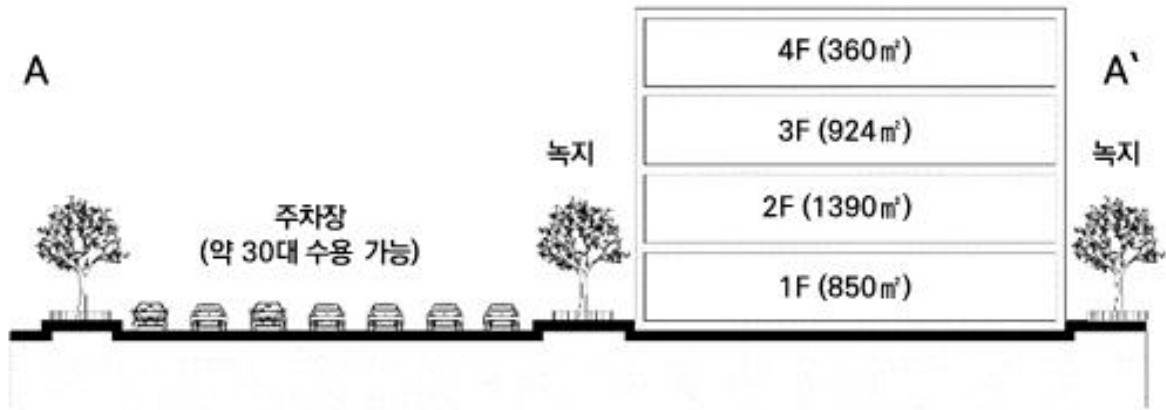 A
4F (360㎡)
A`
3F (924㎡)
녹지
녹지
2F (1390㎡)
주차장
(약 30대 수용 가능)
1F (850㎡)